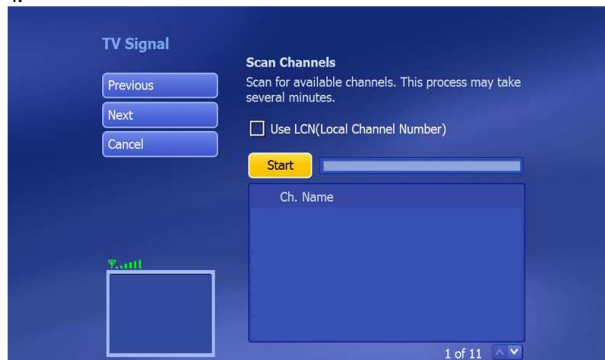 TV Signal
Previous
Next
Cancel
Scan Channels
Scan for available channels. This process may take
several minutes.
Use LCN(Local Channel Number)
Start
Ch. Name
1 of 11